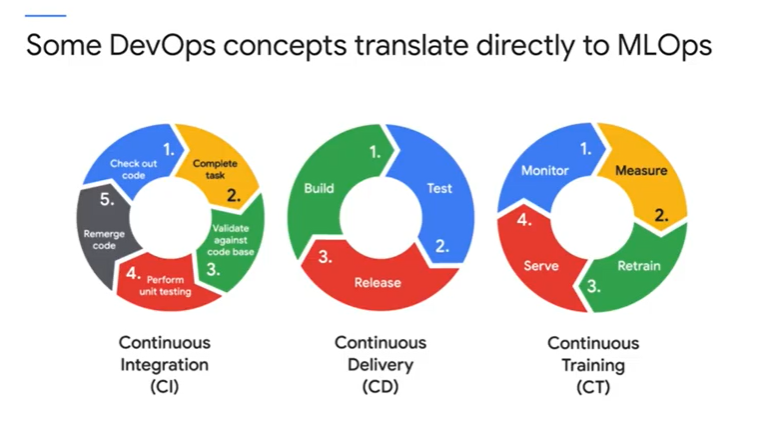 Some DevOps concepts translate directly to MLOps
1.
Check out
code
Complete
task
2.
Validate
against
code base
3.
4.
Perform
unit testing
5.
Remerge
code
Continuous
Integration
(CI)
1.
Build
Test
2.
3.
Release
Continuous
Delivery
(CD)
1.
Monitor
Measure
2.
Retrain
3.
4.
Serve
Continuous
Training
(CT)